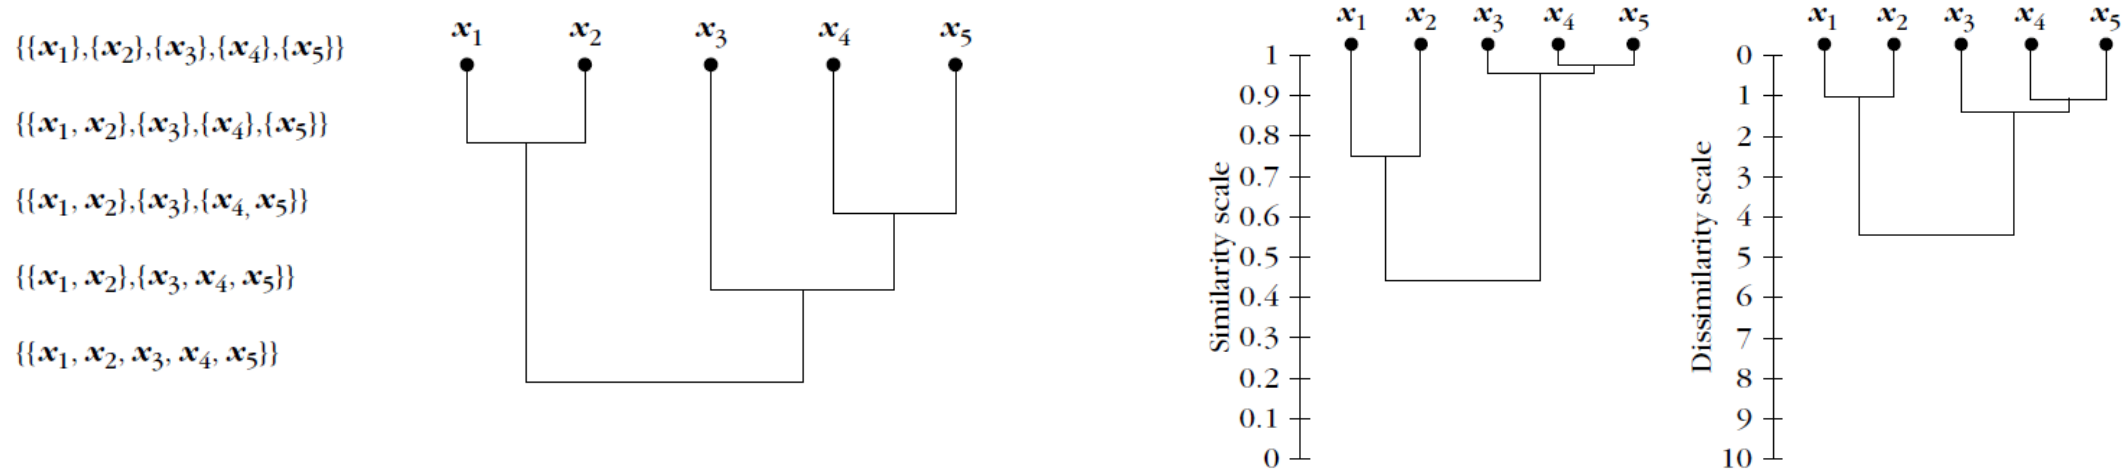 {{x1},{x2},{x3},{x4},{x5}}
{{x1, x2},{x3},{x4},{x5}}
{{x1, x2},{x3},{x4, x5}}
{{x1, x2},{x3, x4, x5}}
{{x1, x2, x3, x4, x5}}
x1 x2 x3 x4 x5
x1 x2 x3 x4 x5
Similarity scale
1
0.9
0.8
0.7
0.6
0.5
0.4
0.3
0.2
0.1
0
x1 x2 x3 x4 x5
Dissimilarity scale
0
1
2
3
4
5
6
7
8
9
10